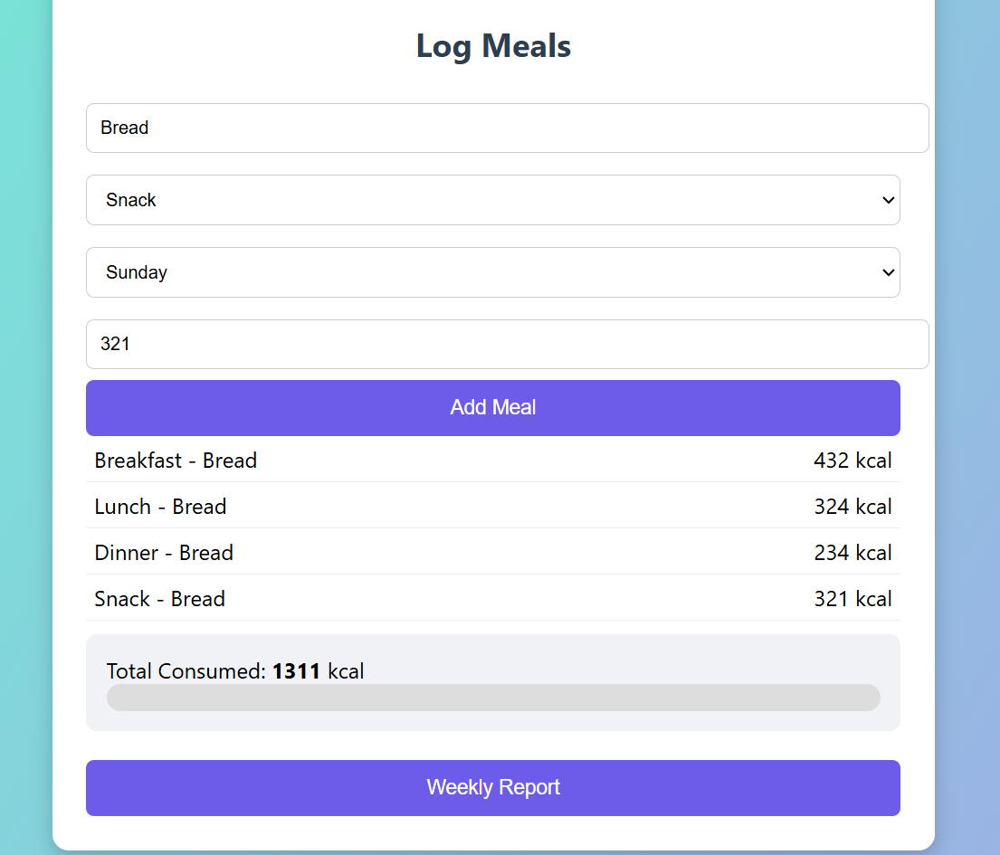 Log Meals
Bread
Snack
Sunday
321
Add Meal
Breakfast - Bread 432 kcal
Lunch - Bread 324 kcal
Dinner - Bread 234 kcal
Snack - Bread 321 kcal
Total Consumed: 1311 kcal
Weekly Report